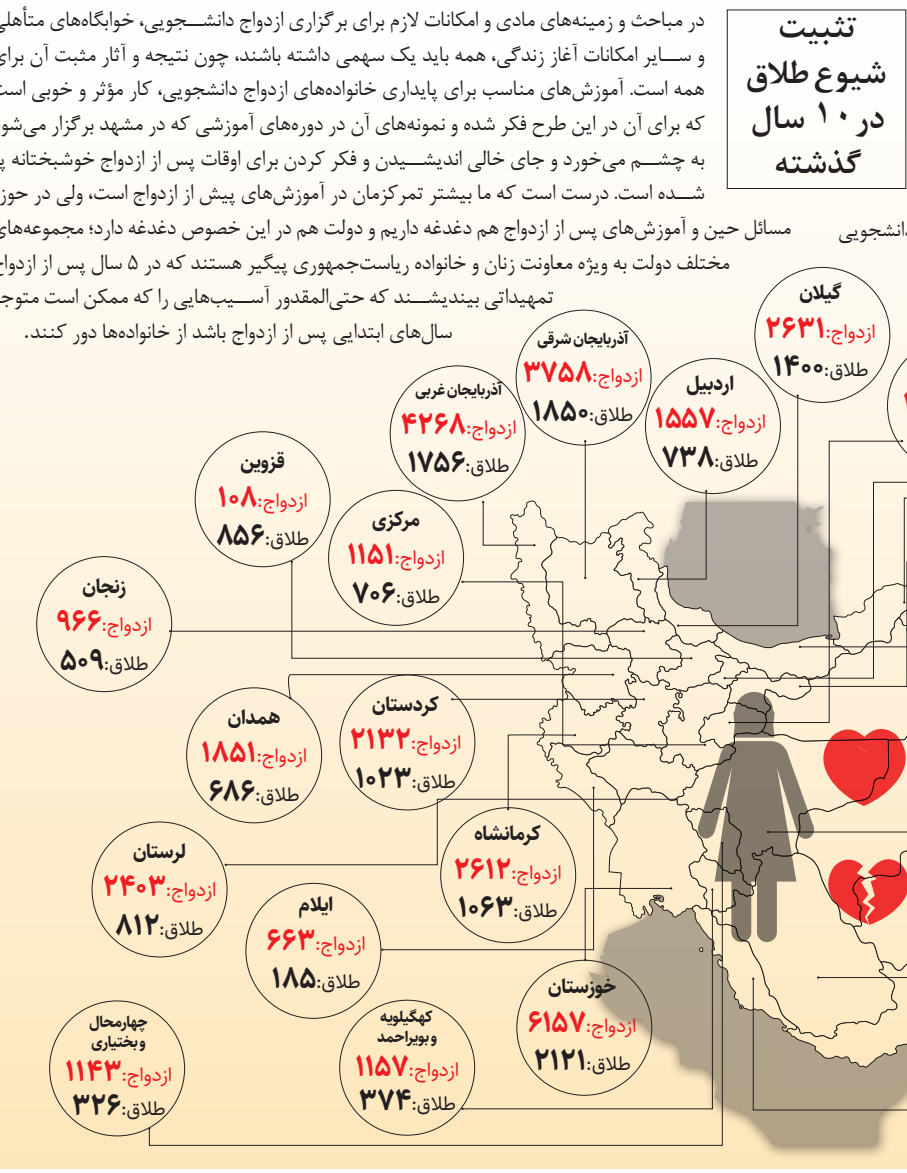 تثبیت
شیوع طلاق
در ۱۰ سال
گذشته
در مباحث و زمینه‌های مادی و امکانات لازم برای برگزاری ازدواج دانشجویی، خوابگاه‌های متأهلی
و سایر امکانات آغاز زندگی، همه باید یک سهمی داشته باشند، چون نتیجه و آثار مثبت آن برای
همه است. آموزش‌های مناسب برای پایداری خانواده‌های ازدواج دانشجویی، کار مؤثر و خوبی است
که برای آن در این طرح فکر شده و نمونه‌های آن در دوره‌های آموزشی که در مشهد برگزار می‌شود
به چشم می‌خورد و جای خالی اندیشیدن و فکر کردن برای اوقات پس از ازدواج خوشبختانه پر
شده است. درست است که ما بیشتر تمرکزمان در آموزش‌های پیش از ازدواج است، ولی در حوزه
دانشجویی
مسائل حین و آموزش‌های پس از ازدواج هم دغدغه داریم و دولت هم در این خصوص دغدغه دارد؛ مجموعه‌های
مختلف دولت به ویژه معاونت زنان و خانواده ریاست‌جمهوری پیگیر هستند که در ۵ سال پس از ازدواج
تمهیداتی بیندیشند که حتی‌المقدور آسیب‌هایی را که ممکن است متوجه
سال‌های ابتدایی پس از ازدواج باشد از خانواده‌ها دور کنند.
گیلان
ازدواج:۲۶۳۱
طلاق:۱۴۰۰
آذربایجان شرقی
ازدواج:۳۷۵۸
طلاق:۱۸۵۰
اردبیل
ازدواج:۱۵۵۷
طلاق:۷۳۸
آذربایجان غربی
ازدواج:۴۲۶۸
طلاق:۱۷۵۶
قزوین
ازدواج:۱۰۸
طلاق:۸۵۶
مرکزی
ازدواج:۱۱۵۱
طلاق:۷۰۶
زنجان
ازدواج:۹۶۶
طلاق:۵۰۹
کردستان
ازدواج:۲۱۳۲
طلاق:۱۰۲۳
همدان
ازدواج:۱۸۵۱
طلاق:۶۸۶
کرمانشاه
ازدواج:۲۶۱۲
طلاق:۱۰۶۳
لرستان
ازدواج:۲۴۰۳
طلاق:۸۱۲
ایلام
ازدواج:۶۶۳
طلاق:۱۸۵
خوزستان
ازدواج:۶۱۵۷
طلاق:۲۱۲۱
کهگیلویه
وبویراحمد
ازدواج:۱۱۵۷
طلاق:۳۷۴
چهارمحال
وبختیاری
ازدواج:۱۱۴۳
طلاق:۳۲۶